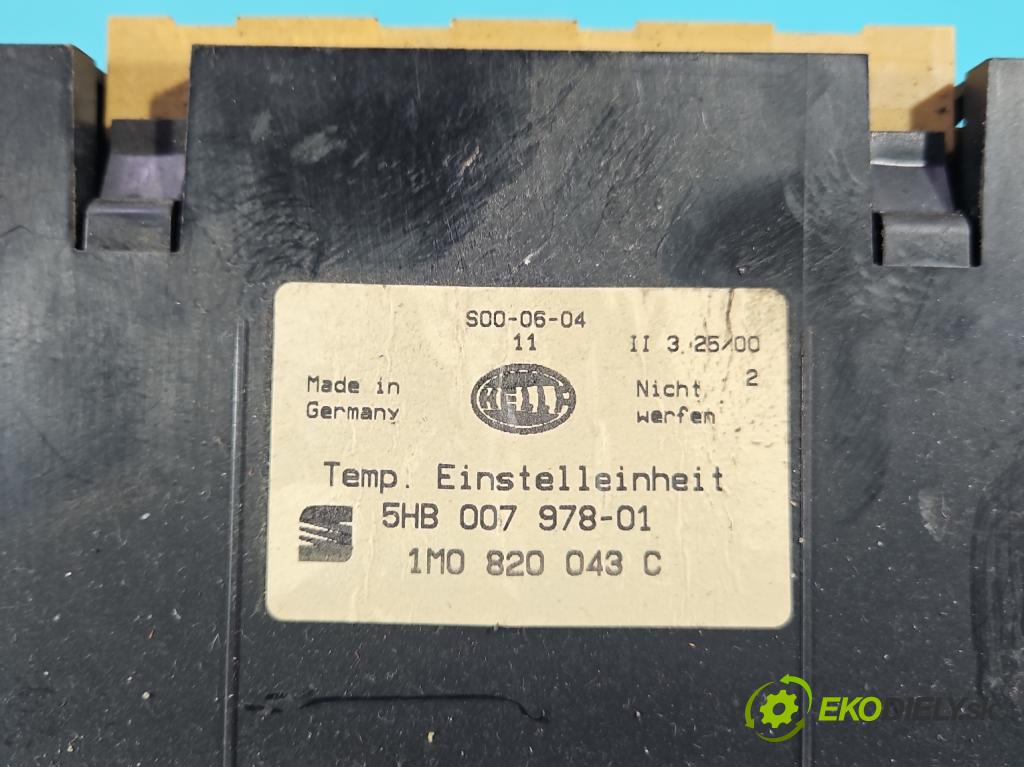 S00-06-04
11
II 3 25/00
2
Made in
Germany
HELLA
Nicht
werfen
Temp. Einstelleinheit
5HB 007 978-01
1M0 820 043 C
EKODIELY.SK